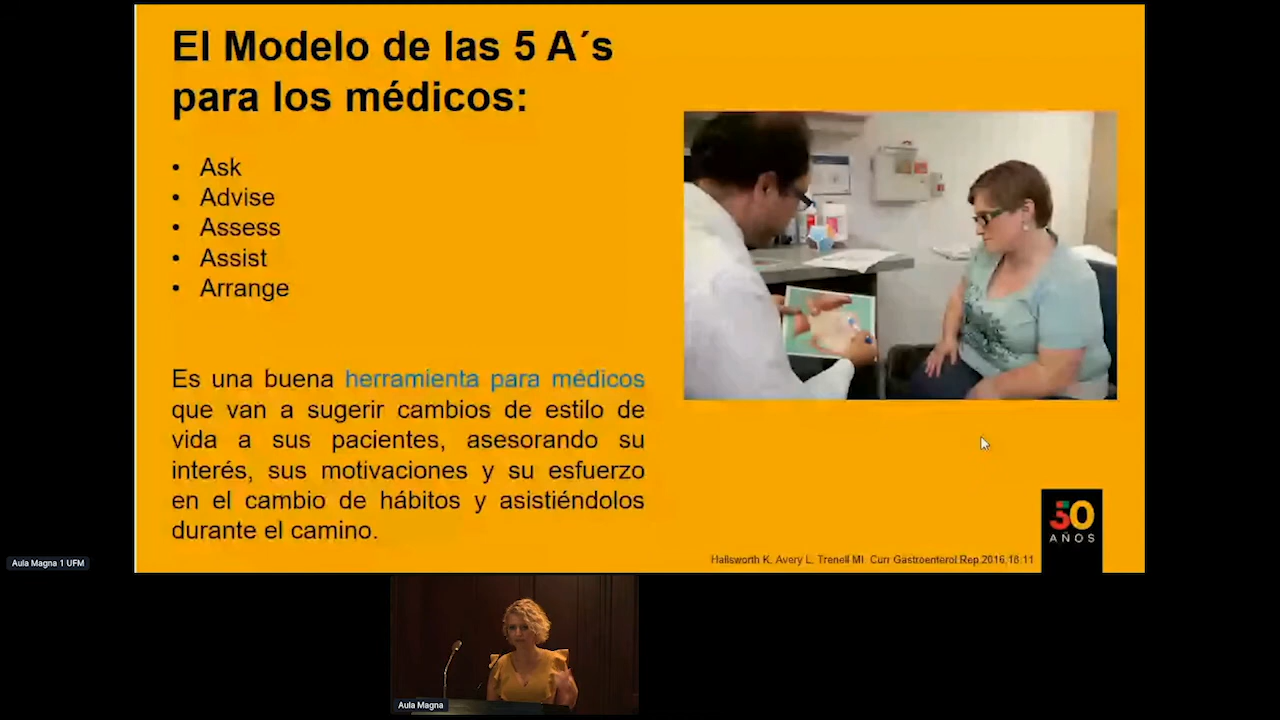 El Modelo de las 5 A´s
para los médicos:
• Ask
• Advise
• Assess
• Assist
• Arrange
Es una buena herramienta para médicos
que van a sugerir cambios de estilo de
vida a sus pacientes, asesorando su
interés, sus motivaciones y su esfuerzo
en el cambio de hábitos y asistiéndolos
durante el camino.
50
AÑOS
Hallsworth K, Avery L, Trenell MI. Curr Gastroenterol Rep.2016,18:11
Aula Magna 1 UFM
Aula Magna